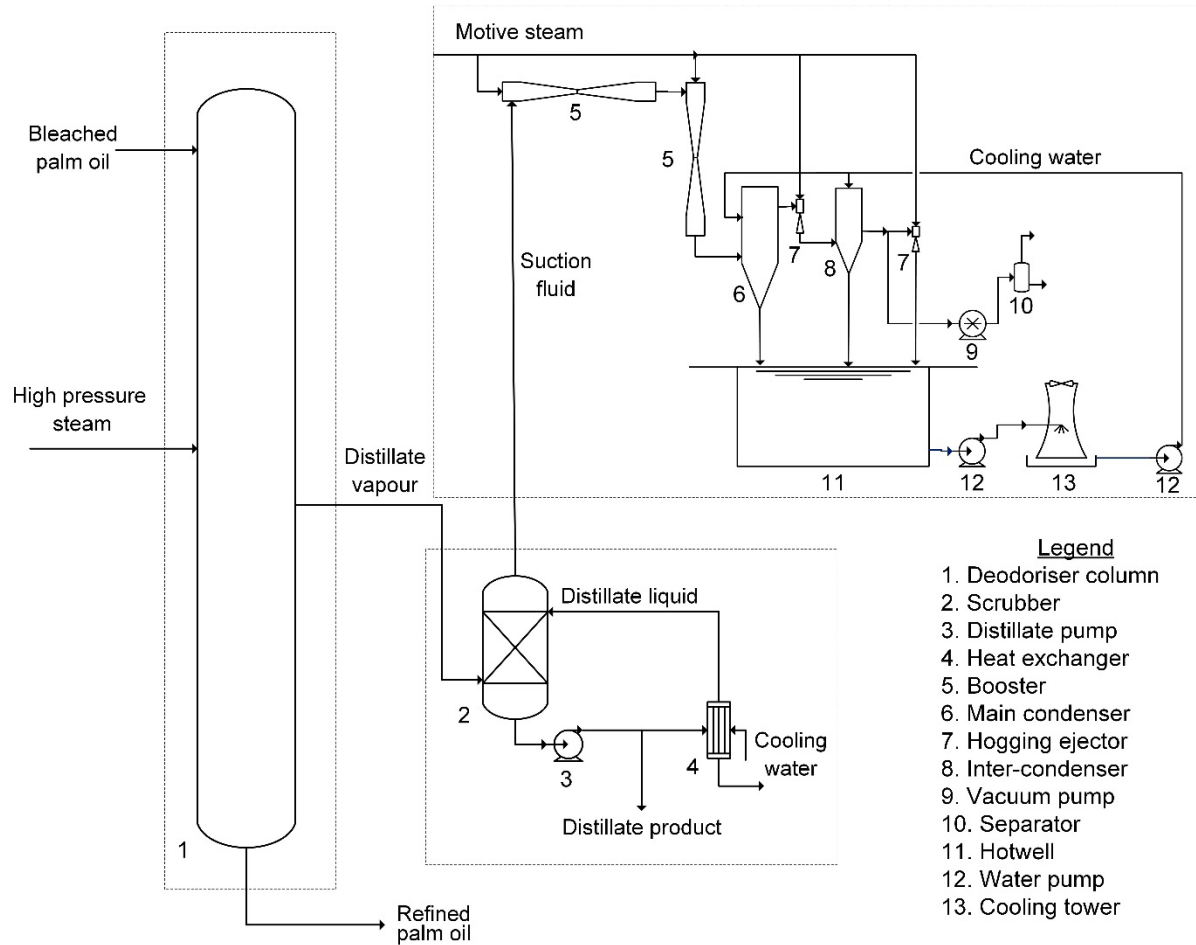 Motive steam
5
5
Bleached
palm oil
Cooling water
7
8
7
6
10
9
Suction
fluid
High pressure
steam
Distillate
vapour
11
12
13
12
Distillate liquid
2
3
4
Cooling
water
Distillate product
1
Refined
palm oil
Legend
1. Deodoriser column
2. Scrubber
3. Distillate pump
4. Heat exchanger
5. Booster
6. Main condenser
7. Hogging ejector
8. Inter-condenser
9. Vacuum pump
10. Separator
11. Hotwell
12. Water pump
13. Cooling tower